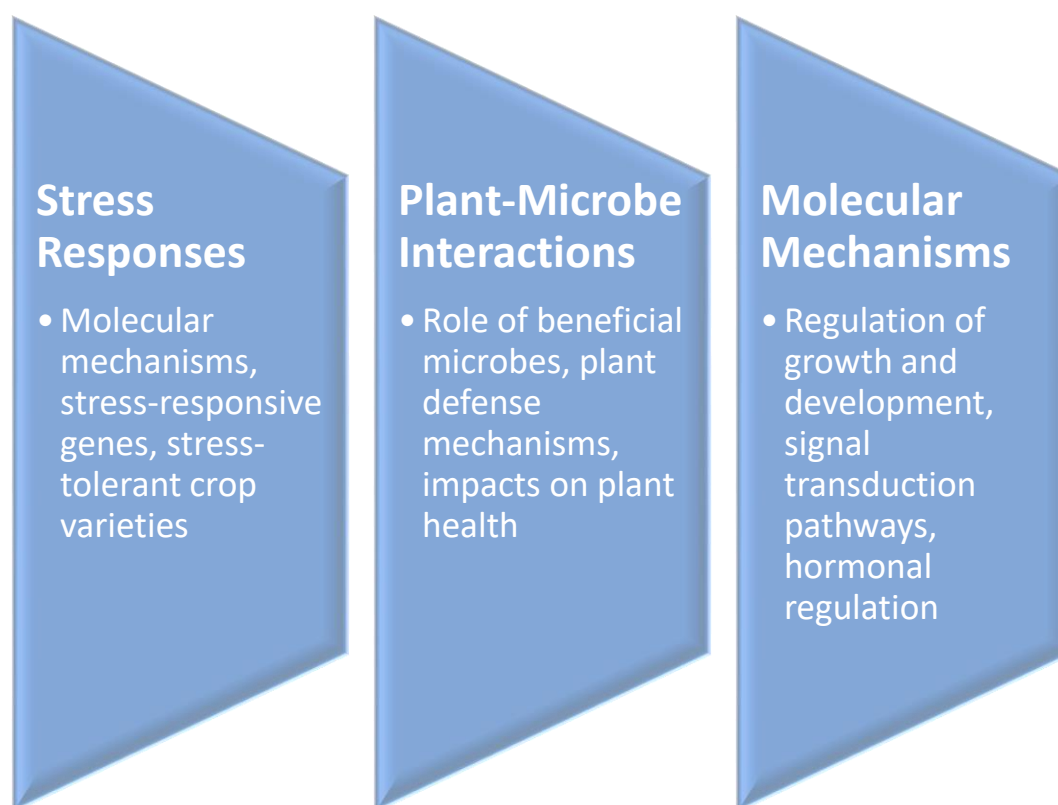 Stress
Responses
• Molecular
mechanisms,
stress-responsive
genes, stress-
tolerant crop
varieties
Plant-Microbe
Interactions
• Role of beneficial
microbes, plant
defense
mechanisms,
impacts on plant
health
Molecular
Mechanisms
• Regulation of
growth and
development,
signal
transduction
pathways,
hormonal
regulation